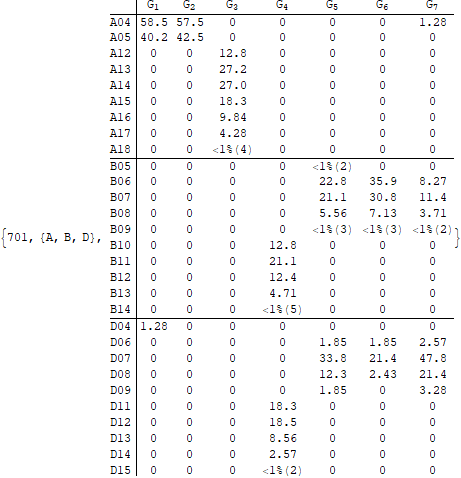 G1 G2 G3 G4 G5 G6 G7
A04 58.5 57.5 0 0 0 0 1.28
A05 40.2 42.5 0 0 0 0 0
A12 0 0 12.8 0 0 0 0
A13 0 0 27.2 0 0 0 0
A14 0 0 27.0 0 0 0 0
A15 0 0 18.3 0 0 0 0
A16 0 0 9.84 0 0 0 0
A17 0 0 4.28 0 0 0 0
A18 0 0 <1%(4) 0 0 0 0
B05 0 0 0 0 <1%(2) 0 0
B06 0 0 0 0 22.8 35.9 8.27
B07 0 0 0 0 21.1 30.8 11.4
B08 0 0 0 0 5.56 7.13 3.71
B09 0 0 0 0 <1%(3) <1%(3) <1%(2)
{701, {A, B, D}, }
B10 0 0 0 12.8 0 0 0
B11 0 0 0 21.1 0 0 0
B12 0 0 0 12.4 0 0 0
B13 0 0 0 4.71 0 0 0
B14 0 0 0 <1%(5) 0 0 0
D04 1.28 0 0 0 0 0 0
D06 0 0 0 0 1.85 1.85 2.57
D07 0 0 0 0 33.8 21.4 47.8
D08 0 0 0 0 12.3 2.43 21.4
D09 0 0 0 0 1.85 0 3.28
D11 0 0 0 18.3 0 0 0
D12 0 0 0 18.5 0 0 0
D13 0 0 0 8.56 0 0 0
D14 0 0 0 2.57 0 0 0
D15 0 0 0 <1%(2) 0 0 0